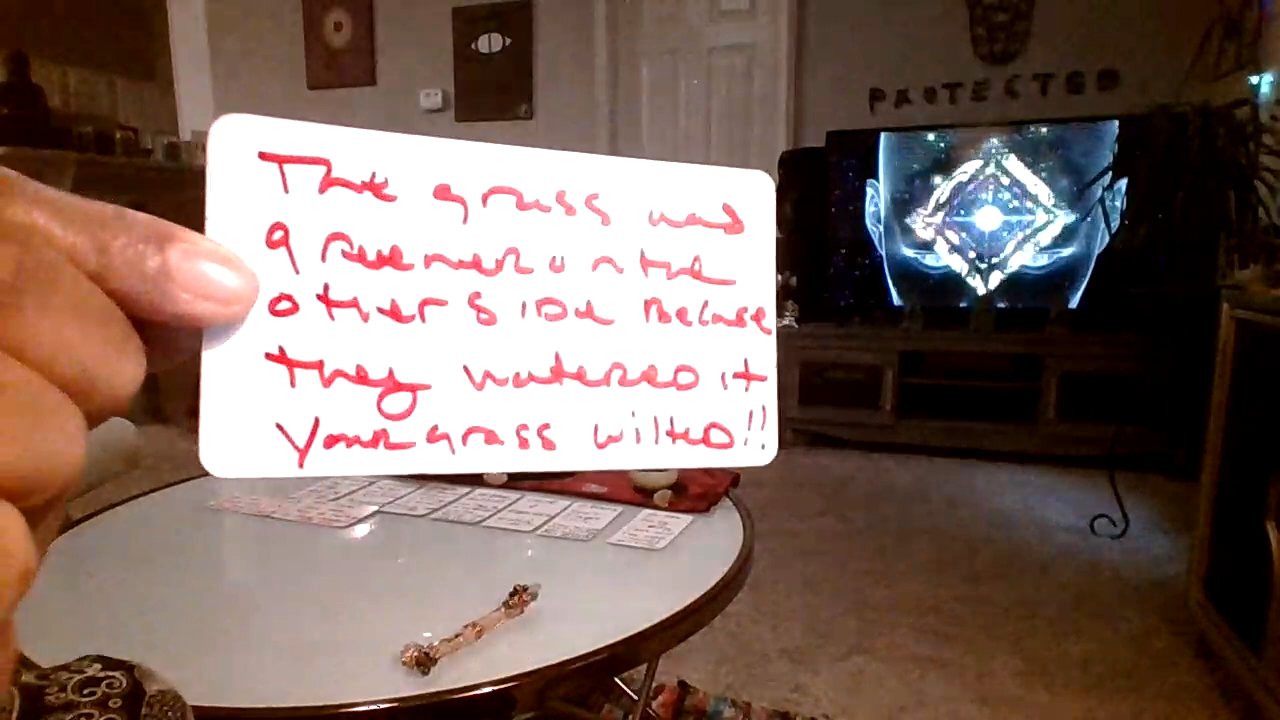 The grass was
greener on the
other side Because
they watered it
Your grass wilted!!
PROTECTED